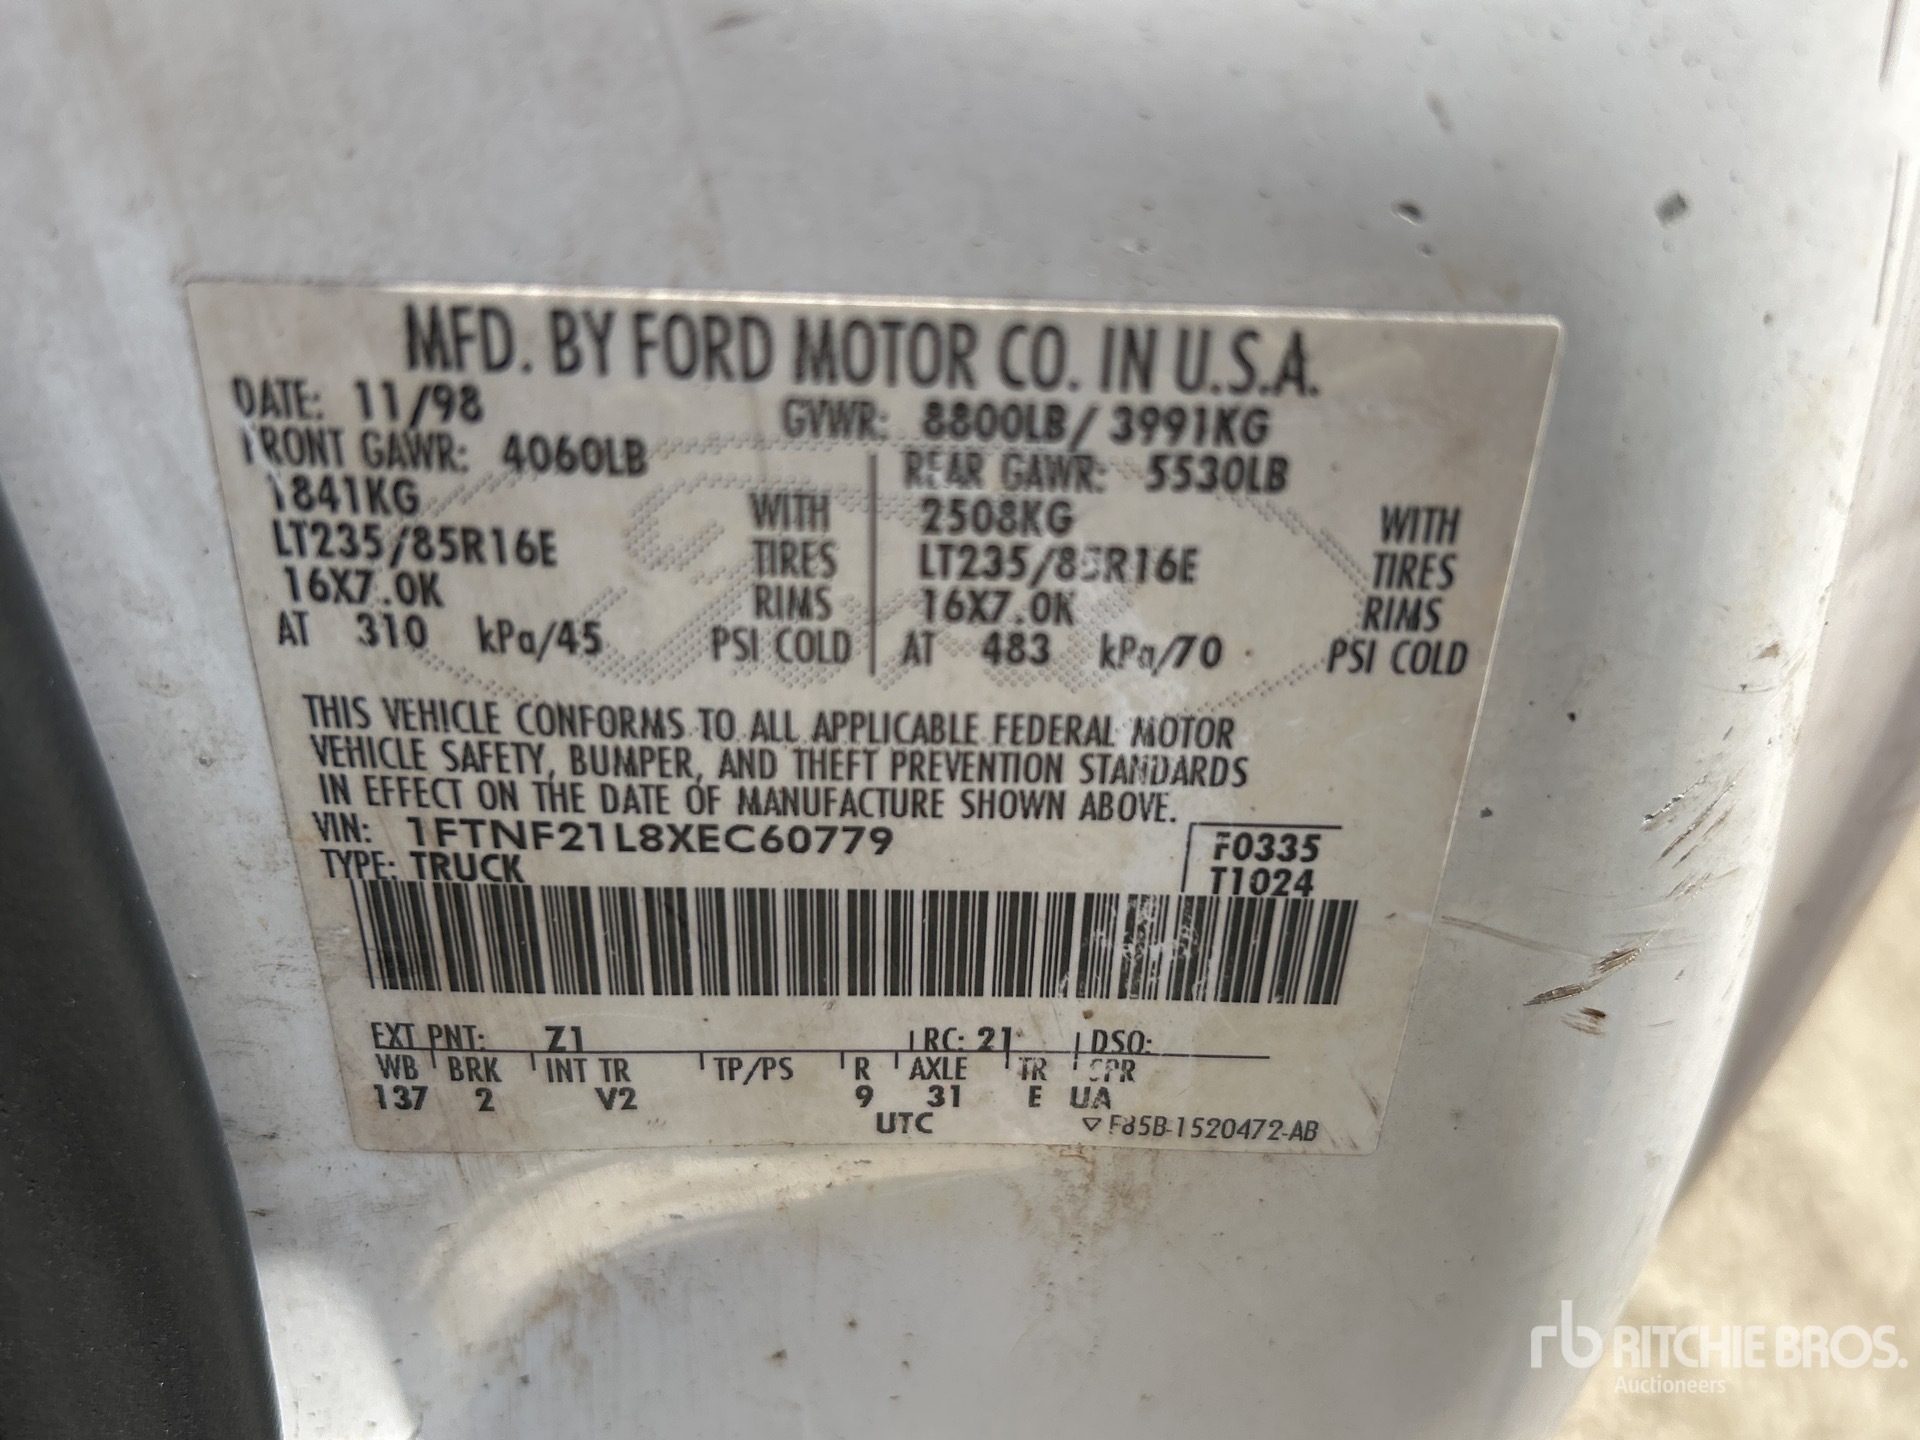 MFD. BY FORD MOTOR CO. IN U.S.A.
DATE: 11/98 GVWR: 8800LB/ 3991KG
FRONT GAWR: 4060LB REAR GAWR: 5530LB
1841KG WITH 2508KG WITH
LT235/85R16E TIRES LT235/85R16E TIRES
16X7.0K RIMS 16X7.0K RIMS
AT 310 kPa/45 PSI COLD AT 483 kPa/70 PSI COLD
THIS VEHICLE CONFORMS TO ALL APPLICABLE FEDERAL MOTOR
VEHICLE SAFETY, BUMPER, AND THEFT PREVENTION STANDARDS
IN EFFECT ON THE DATE OF MANUFACTURE SHOWN ABOVE.
VIN: 1FTNF21L8XEC60779 F0335
TYPE: TRUCK T1024
EXT PNT: Z1 RC: 21 DSO:
WB BRK INT TR TP/PS R AXLE TR SPR
137 2 V2 9 31 E UA
UTC ▽ F85B-1520472-AB
rb RITCHIE BROS.
Auctioneers